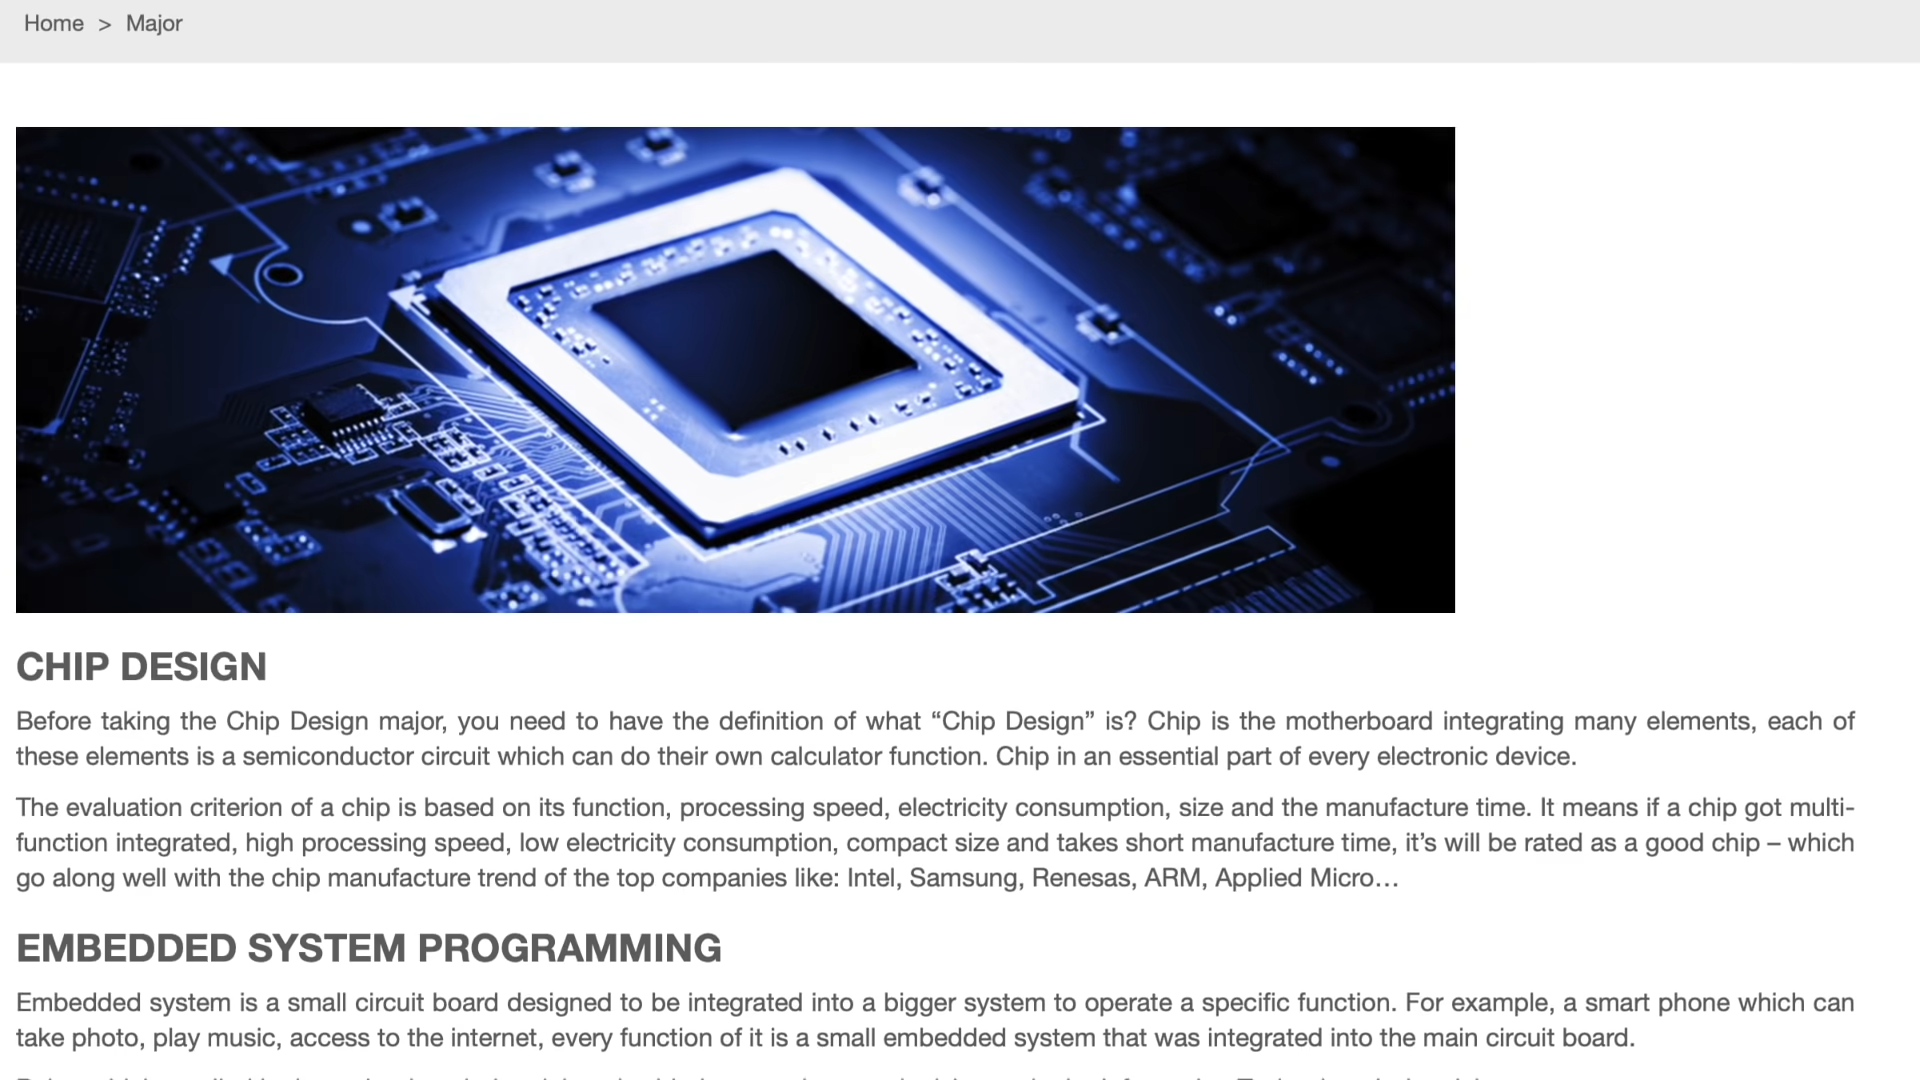 Home > Major
CHIP DESIGN
Before taking the Chip Design major, you need to have the definition of what “Chip Design” is? Chip is the motherboard integrating many elements, each of
these elements is a semiconductor circuit which can do their own calculator function. Chip in an essential part of every electronic device.
The evaluation criterion of a chip is based on its function, processing speed, electricity consumption, size and the manufacture time. It means if a chip got multi-
function integrated, high processing speed, low electricity consumption, compact size and takes short manufacture time, it’s will be rated as a good chip – which
go along well with the chip manufacture trend of the top companies like: Intel, Samsung, Renesas, ARM, Applied Micro…
EMBEDDED SYSTEM PROGRAMMING
Embedded system is a small circuit board designed to be integrated into a bigger system to operate a specific function. For example, a smart phone which can
take photo, play music, access to the internet, every function of it is a small embedded system that was integrated into the main circuit board.